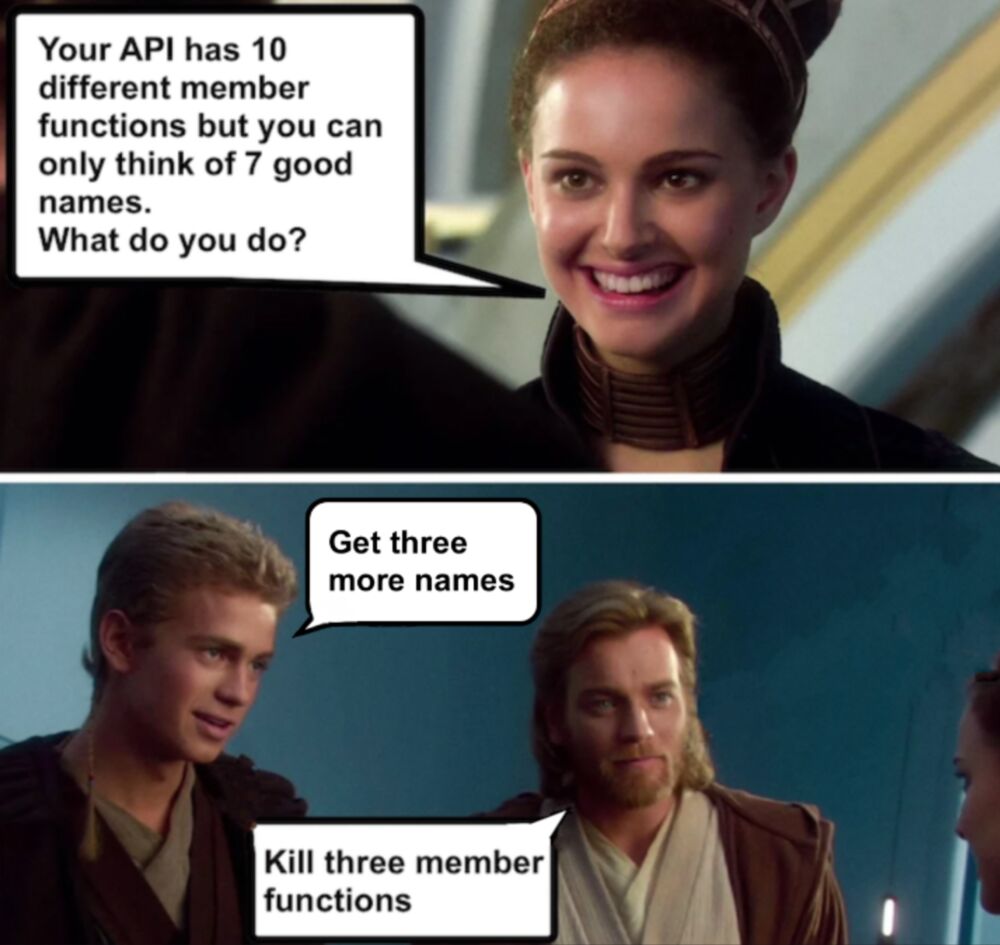 Your API has 10
different member
functions but you can
only think of 7 good
names.
What do you do?
Get three
more names
Kill three member
functions